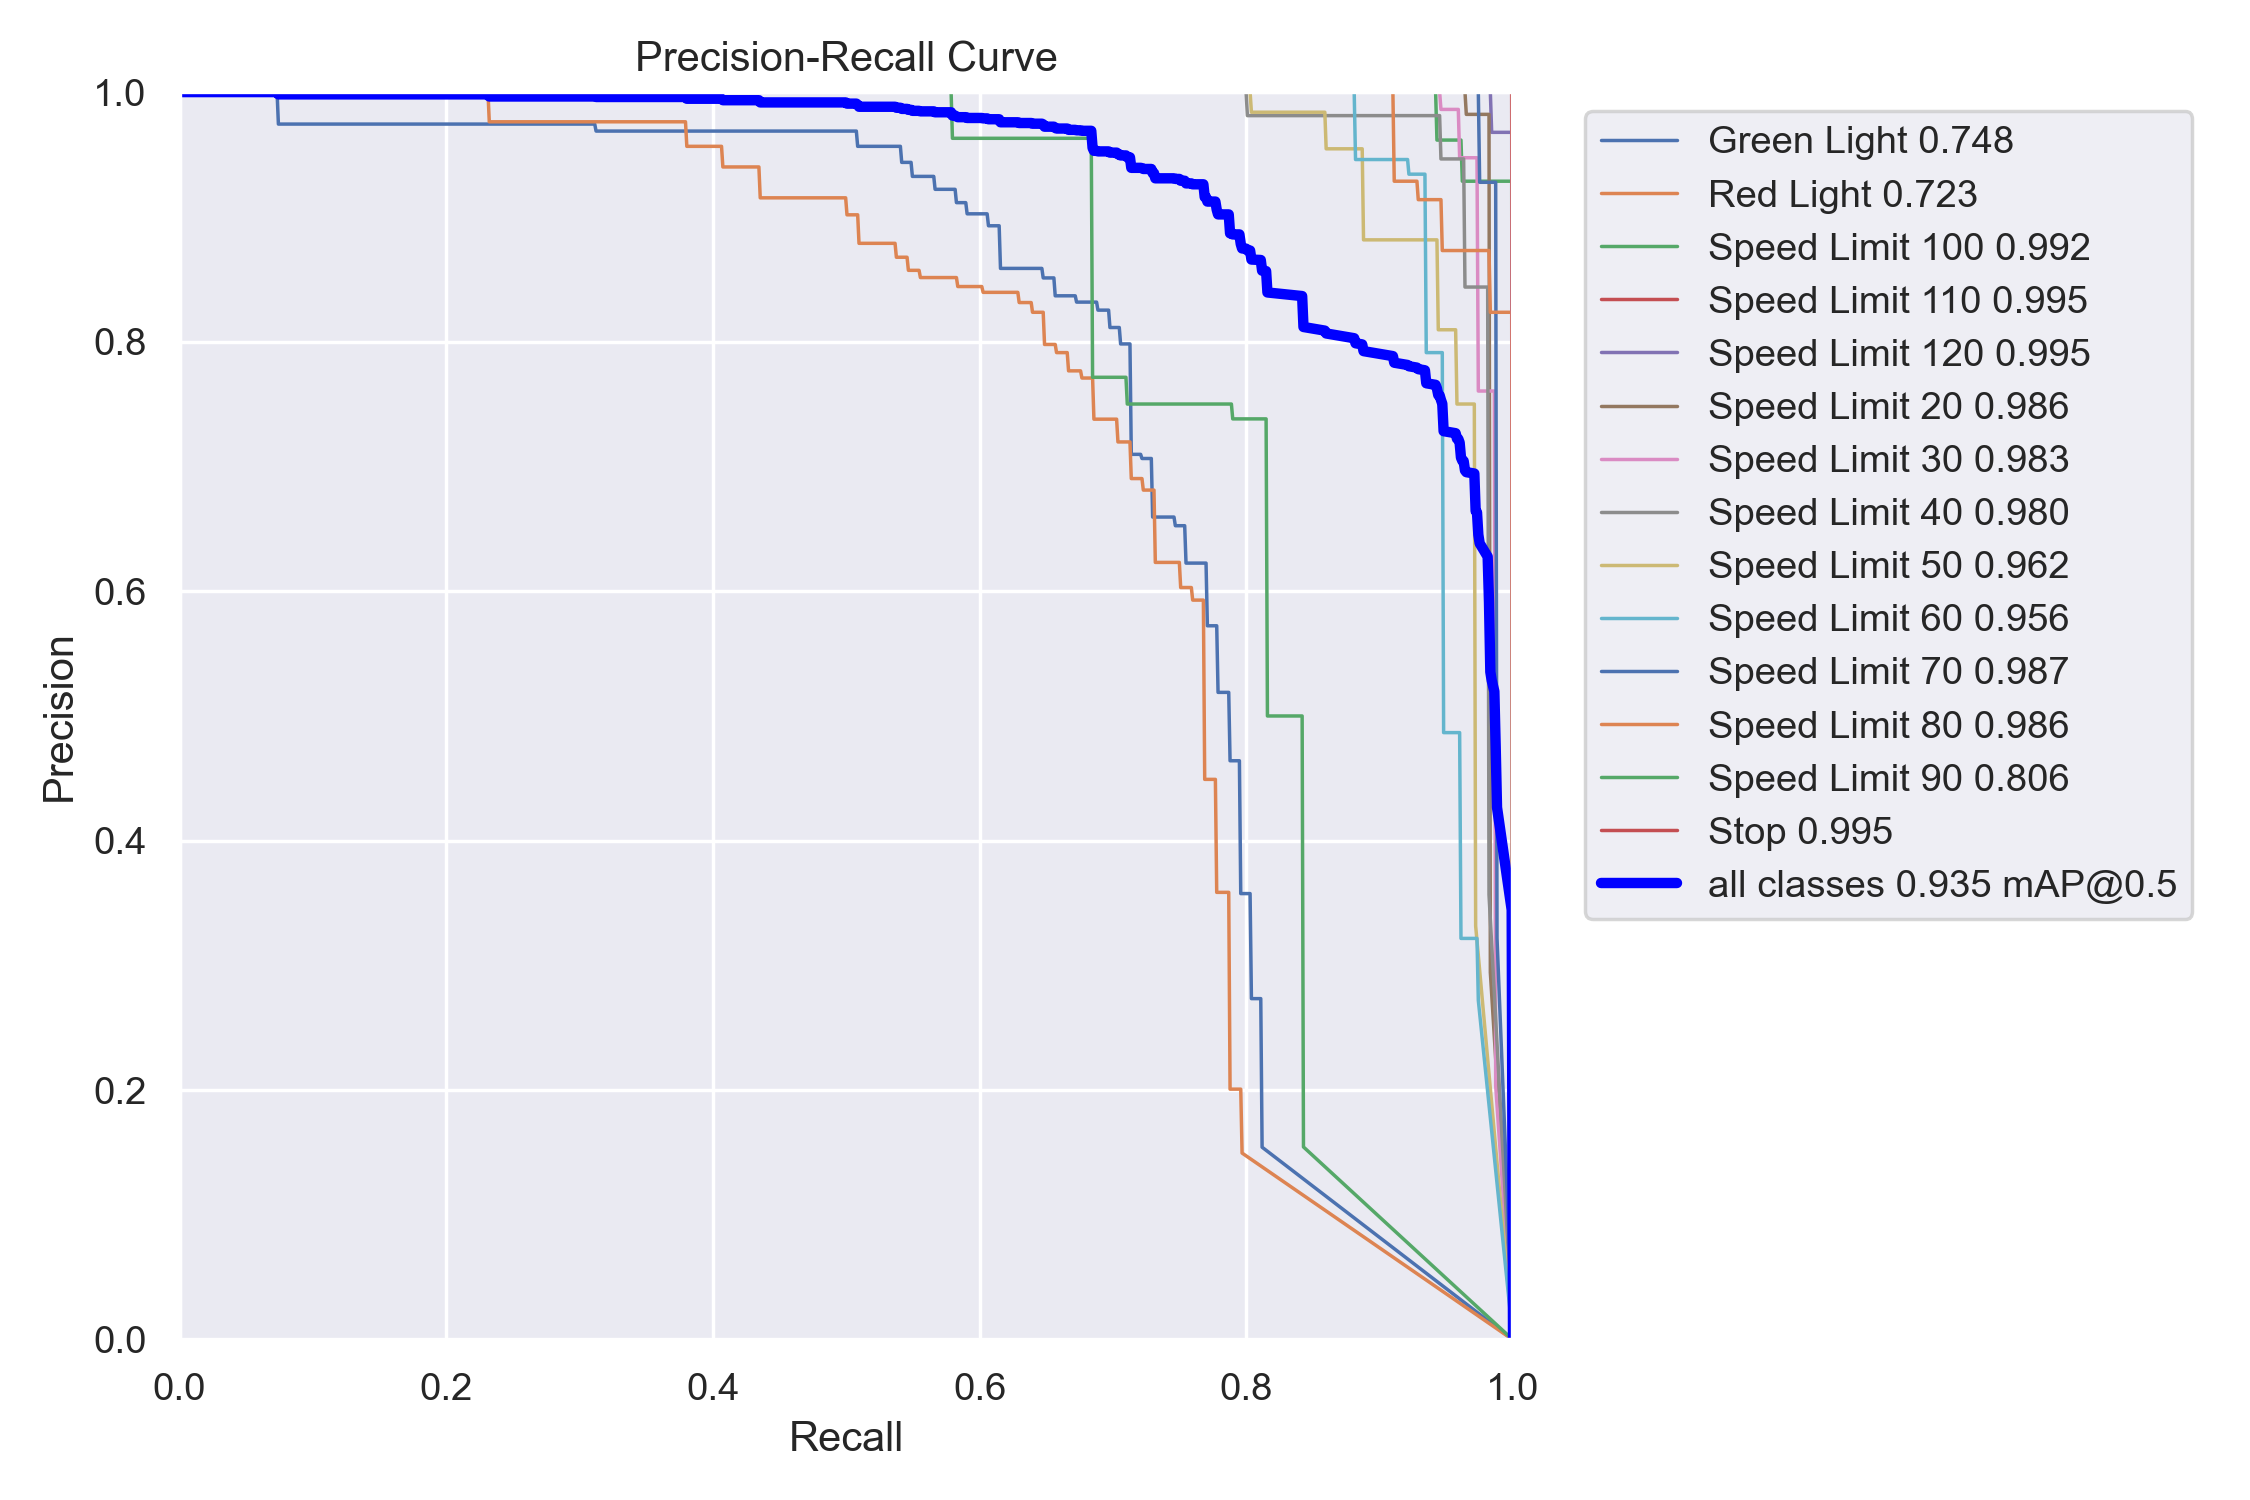 Precision-Recall Curve
1.0
0.8
0.6
0.4
0.2
0.0
Precision
0.0 0.2 0.4 0.6 0.8 1.0
Recall
Green Light 0.748
Red Light 0.723
Speed Limit 100 0.992
Speed Limit 110 0.995
Speed Limit 120 0.995
Speed Limit 20 0.986
Speed Limit 30 0.983
Speed Limit 40 0.980
Speed Limit 50 0.962
Speed Limit 60 0.956
Speed Limit 70 0.987
Speed Limit 80 0.986
Speed Limit 90 0.806
Stop 0.995
all classes 0.935 mAP@0.5